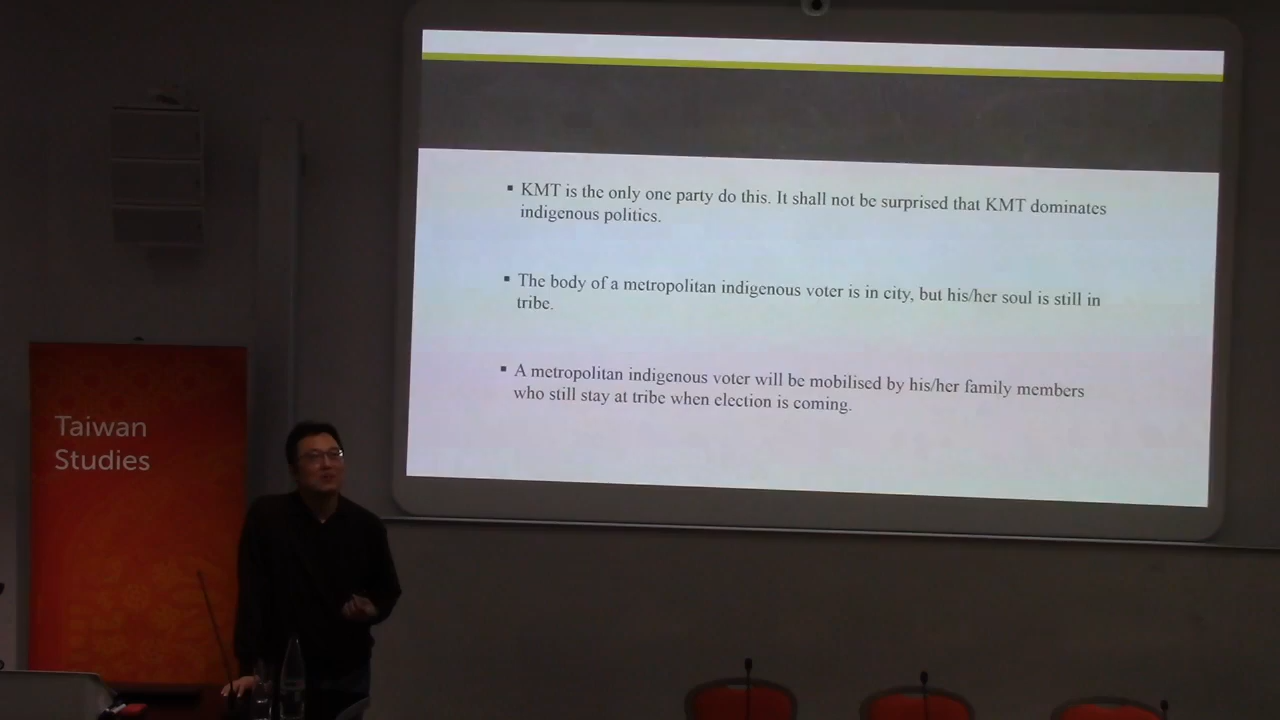 ▪ KMT is the only one party do this. It shall not be surprised that KMT dominates
indigenous politics.
▪ The body of a metropolitan indigenous voter is in city, but his/her soul is still in
tribe.
▪ A metropolitan indigenous voter will be mobilised by his/her family members
who still stay at tribe when election is coming.
Taiwan
Studies